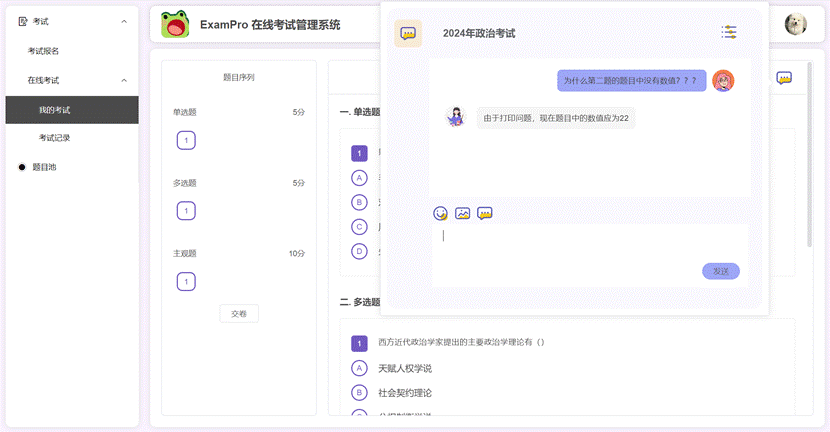 考试
考试报名
在线考试
我的考试
考试记录
题目池
ExamPro 在线考试管理系统
题目序列
单选题 5分
1
多选题 5分
1
主观题 10分
1
交卷
一. 单选题
1
A
B
C
D
二. 多选题
1 西方近代政治学家提出的主要政治学理论有（）
A 天赋人权学说
B 社会契约理论
2024年政治考试
为什么第二题的题目中没有数值？？？
由于打印问题，现在题目中的数值应为22
发送